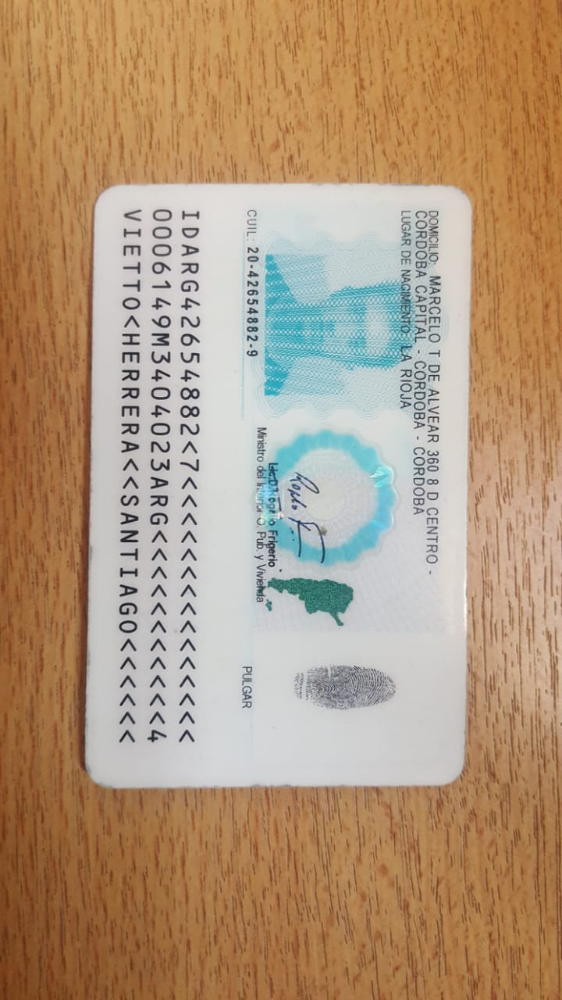 DOMICILIO: MARCELO T DE ALVEAR 360 8 D CENTRO -
CORDOBA CAPITAL - CORDOBA - CORDOBA
LUGAR DE NACIMIENTO: LA RIOJA
CUIL: 20-42654882-9
Rogelio Frigerio
Ministro del Interior, O. Pub. y Vivienda
PULGAR
IDARG42654882<7<<<<<<<<<<<<<<<
0006149M3404023ARG<<<<<<<<<<<4
VIETTO<HERRERA<<SANTIAGO<<<<<<